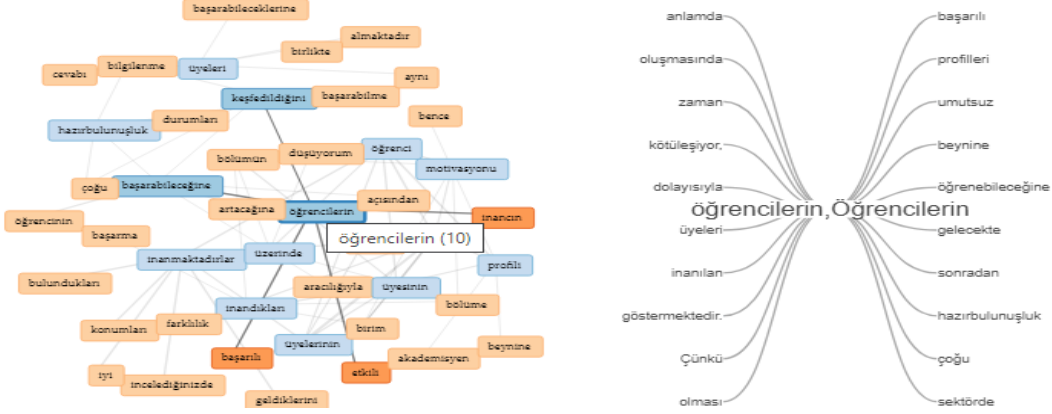 başarabileceklerine
almaktadır
birlikte
üyeleri
bilgilenme
cevabı
aynı
keşfedildiğini
başarabilme
bence
durumları
hazırbulunuşluk
öğrenci
düşüyorum
bölümün
motivasyonu
çoğu
başarabileceğine
açısından
artacağına
öğrencilerin
inancın
öğrencinin
başarma
öğrencilerin (10)
üzerinde
inanmaktadırlar
profili
bulundukları
aracılığıyla
üyesinin
bölüme
inandıkları
konumları
farklılık
birim
üyelerinin
beynine
başarılı
akademisyen
etkili
iyi
incelediğinizde
geldiklerini
anlamda
oluşmasında
zaman
kötüleşiyor,
dolayısıyla
üyeleri
inanılan
göstermektedir.
Çünkü
olması
öğrencilerin,Öğrencilerin
başarılı
profilleri
umutsuz
beynine
öğrenebileceğine
gelecekte
sonradan
hazırbulunuşluk
çoğu
sektörde